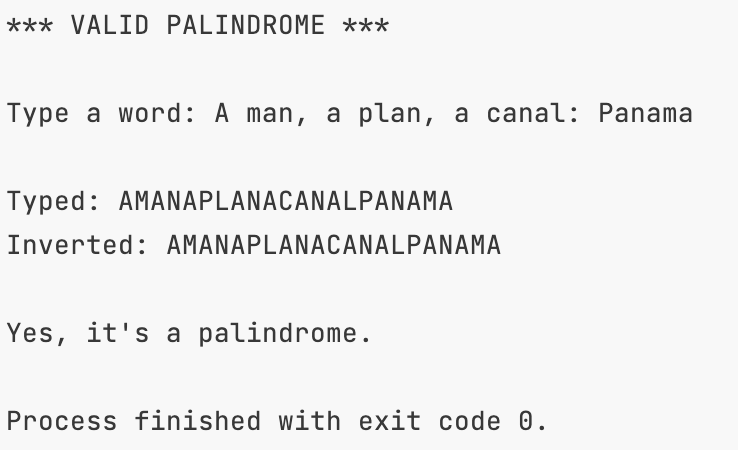 *** VALID PALINDROME ***
Type a word: A man, a plan, a canal: Panama
Typed: AMANAPLANACANALPANAMA
Inverted: AMANAPLANACANALPANAMA
Yes, it's a palindrome.
Process finished with exit code 0.